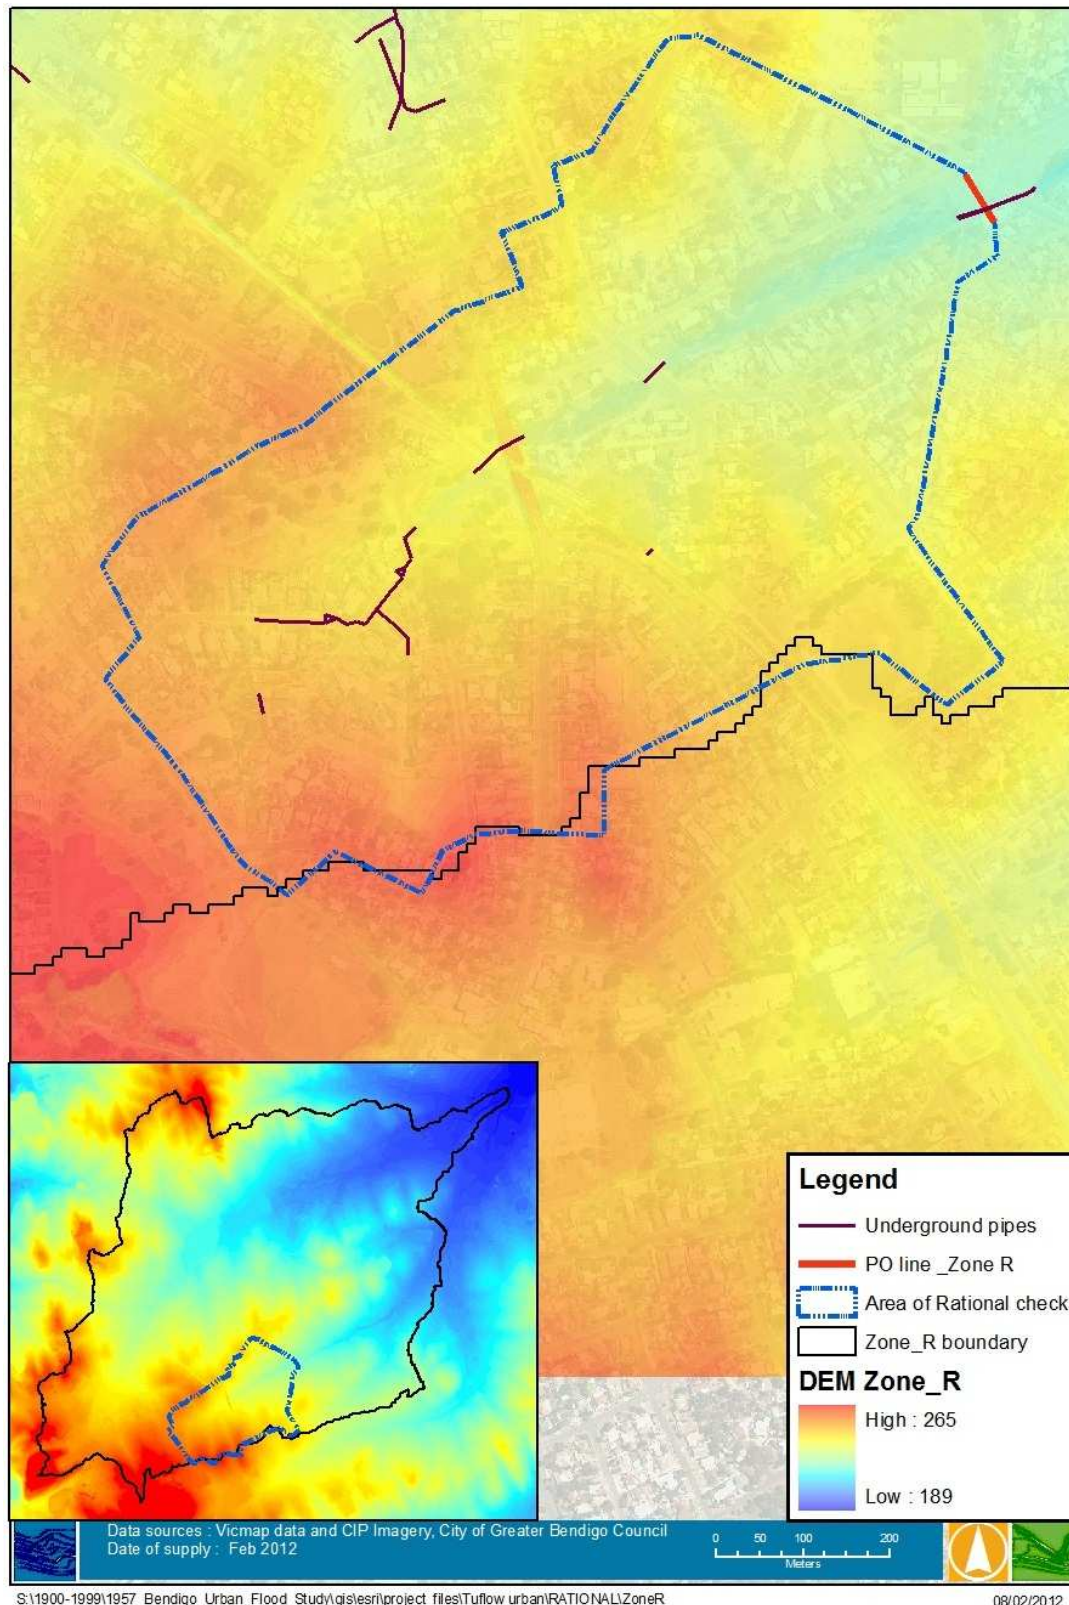 Legend
Underground pipes
PO line _Zone R
Area of Rational check
Zone_R boundary
DEM Zone_R
High : 265
Low : 189
Data sources : Vicmap data and CIP Imagery, City of Greater Bendigo Council
Date of supply : Feb 2012
0 50 100 200
Meters
S:\1900-1999\1957_Bendigo_Urban_Flood_Study\gis\esri\project_files\Tuflow urban\RATIONAL\ZoneR 08/02/2012